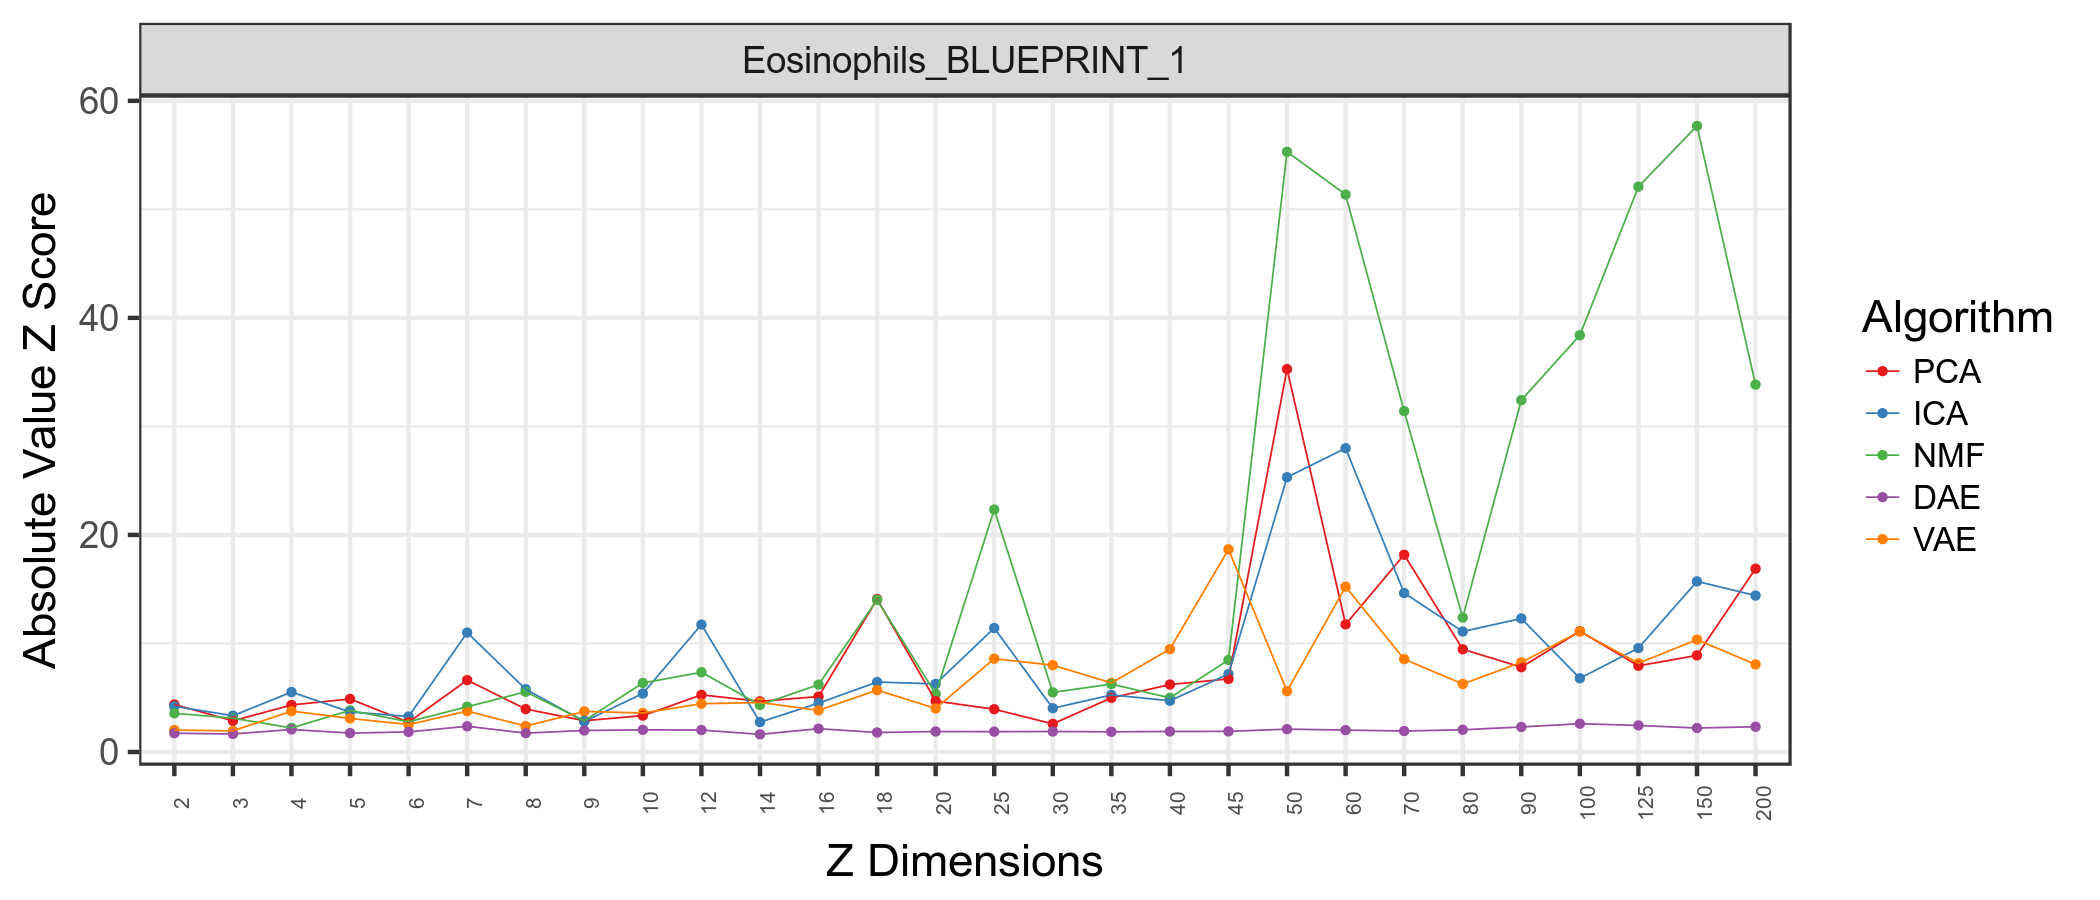 Eosinophils_BLUEPRINT_1
60
40
20
0
Absolute Value Z Score
2 3 4 5 6 7 8 9 10 12 14 16 18 20 25 30 35 40 45 50 60 70 80 90 100 125 150 200
Z Dimensions
Algorithm
PCA
ICA
NMF
DAE
VAE